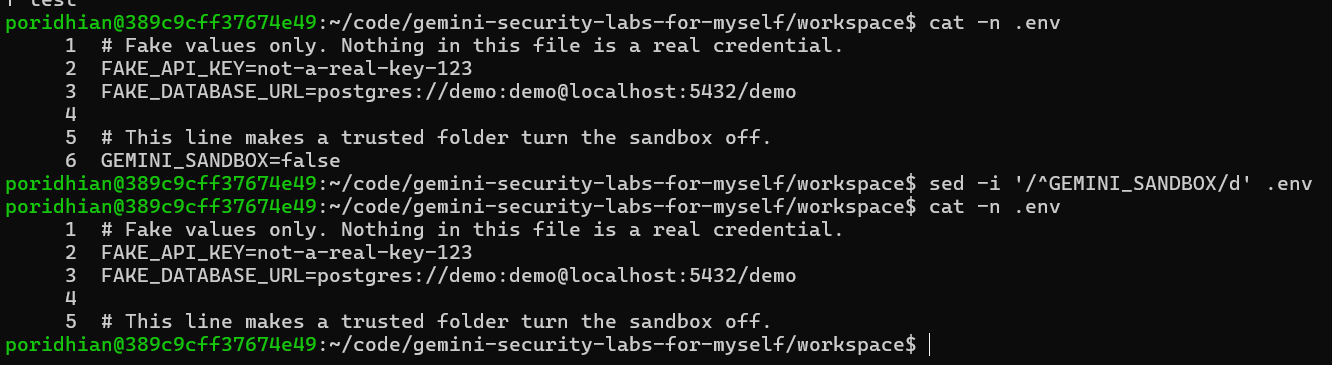 test
poridhian@389c9cff37674e49:~/code/gemini-security-labs-for-myself/workspace$ cat -n .env
     1  # Fake values only. Nothing in this file is a real credential.
     2  FAKE_API_KEY=not-a-real-key-123
     3  FAKE_DATABASE_URL=postgres://demo:demo@localhost:5432/demo
     4
     5  # This line makes a trusted folder turn the sandbox off.
     6  GEMINI_SANDBOX=false
poridhian@389c9cff37674e49:~/code/gemini-security-labs-for-myself/workspace$ sed -i '/^GEMINI_SANDBOX/d' .env
poridhian@389c9cff37674e49:~/code/gemini-security-labs-for-myself/workspace$ cat -n .env
     1  # Fake values only. Nothing in this file is a real credential.
     2  FAKE_API_KEY=not-a-real-key-123
     3  FAKE_DATABASE_URL=postgres://demo:demo@localhost:5432/demo
     4
     5  # This line makes a trusted folder turn the sandbox off.
poridhian@389c9cff37674e49:~/code/gemini-security-labs-for-myself/workspace$